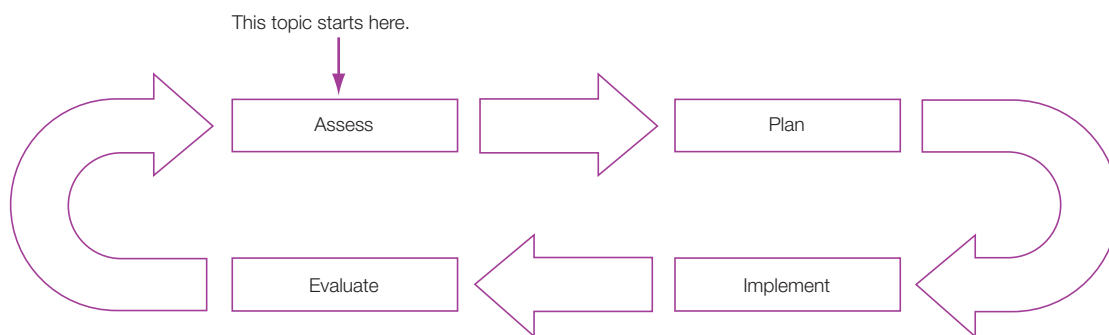 This topic starts here.
Assess
Plan
Evaluate
Implement